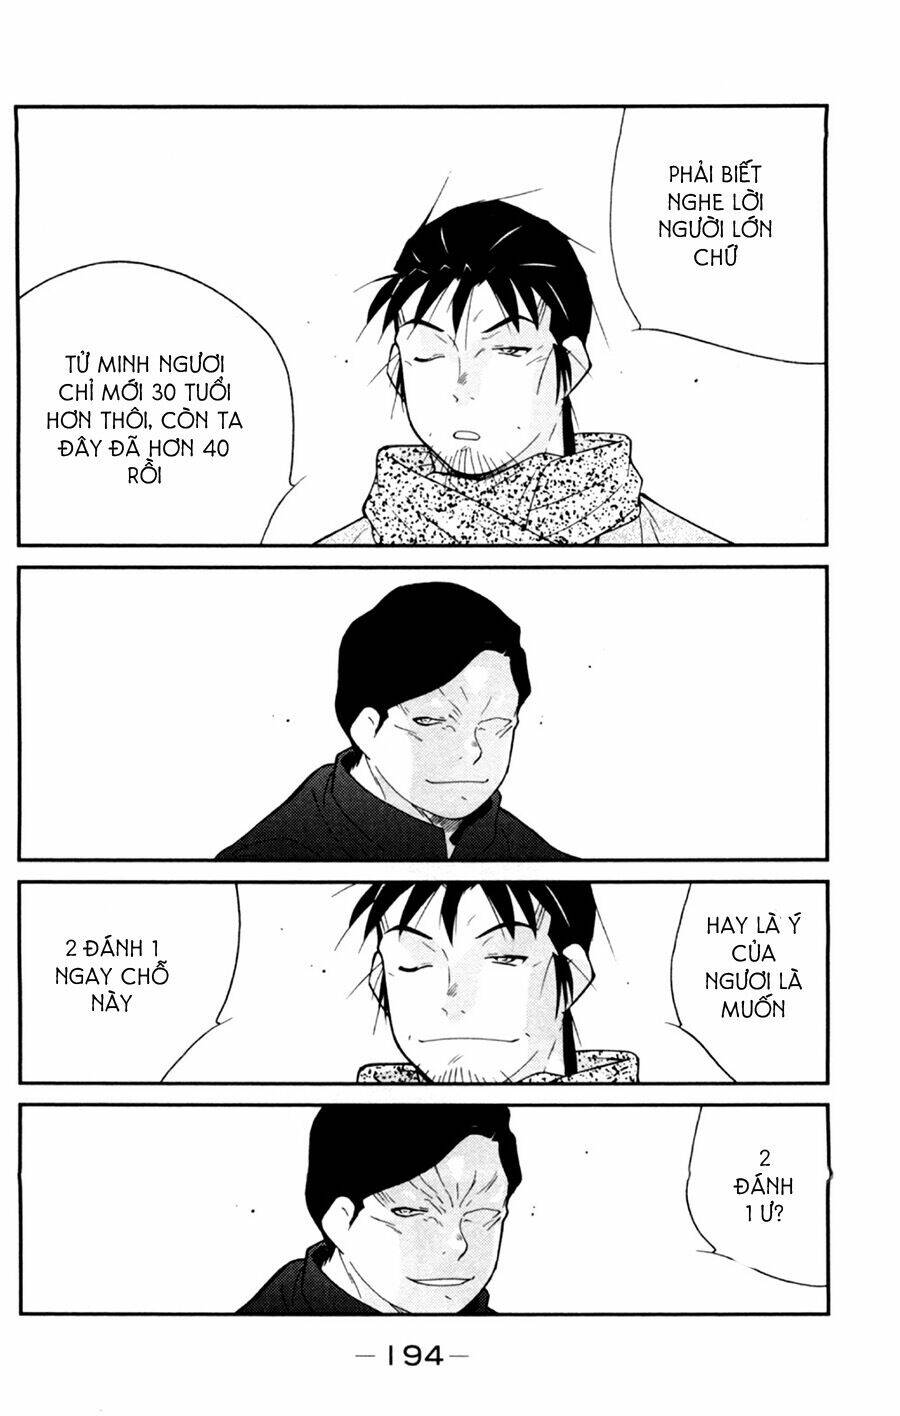 PHẢI BIẾT
NGHE LỜI
NGƯỜI LỚN
CHỨ
TỬ MINH NGƯƠI
CHỈ MỚI 30 TUỔI
HƠN THÔI, CÒN TA
ĐÂY ĐÃ HƠN 40
RỒI
HAY LÀ Ý
CỦA
NGƯƠI LÀ
MUỐN
2 ĐÁNH 1
NGAY CHỖ
NÀY
2
ĐÁNH
1 Ư?
—194—